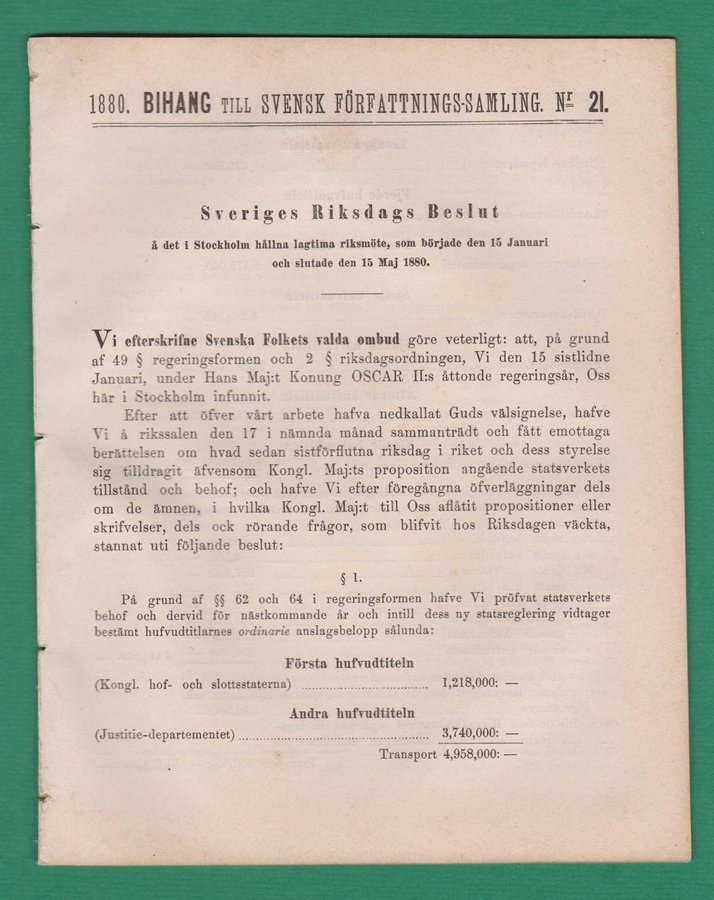 1880. BIHANG TILL SVENSK FÖRFATTNINGS-SAMLING. Nr 21.
Sveriges Riksdags Beslut
å det i Stockholm hållna lagtima riksmöte, som började den 15 Januari
och slutade den 15 Maj 1880.
Vi efterskrifne Svenska Folkets valda ombud göre veterligt: att, på grund
af 49 § regeringsformen och 2 § riksdagsordningen, Vi den 15 sistlidne
Januari, under Hans Maj:t Konung OSCAR II:s åttonde regeringsår, Oss
här i Stockholm infunnit.
Efter att öfver vårt arbete hafva nedkallat Guds välsignelse, hafve
Vi å rikssalen den 17 i nämnda månad sammanträdt och fått emottaga
berättelsen om hvad sedan sistförflutna riksdag i riket och dess styrelse
sig tilldragit äfvensom Kongl. Maj:ts proposition angående statsverkets
tillstånd och behof; och hafve Vi efter föregångna öfverläggningar dels
om de ämnen, i hvilka Kongl. Maj:t till Oss aflåtit propositioner eller
skrifvelser, dels ock rörande frågor, som blifvit hos Riksdagen väckta,
stannat uti följande beslut:
§ 1.
På grund af §§ 62 och 64 i regeringsformen hafve Vi pröfvat statsverkets
behof och dervid för nästkommande år och intill dess ny statsreglering vidtager
bestämt hufvudtitlarnes ordinarie anslagsbelopp sålunda:
Första hufvudtiteln
(Kongl. hof- och slottsstaterna) .................................... 1,218,000: —
Andra hufvudtiteln
(Justitie-departementet) ...................................................... 3,740,000: —
Transport 4,958,000: —